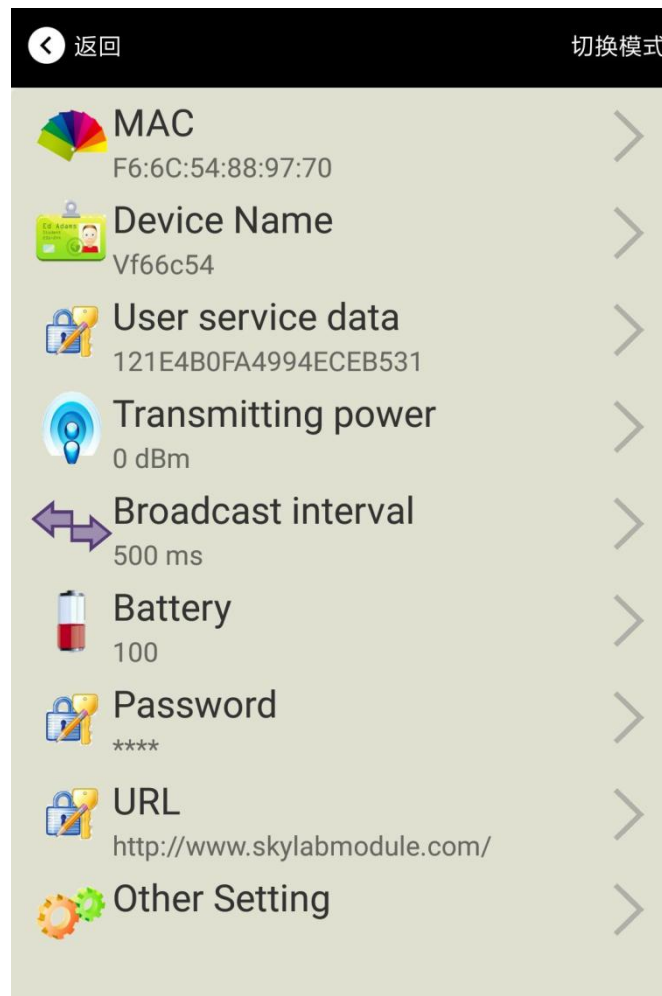 返回
切换模式
MAC
F6:6C:54:88:97:70
Device Name
Vf66c54
User service data
121E4B0FA4994ECEB531
Transmitting power
0 dBm
Broadcast interval
500 ms
Battery
100
Password
****
URL
http://www.skylabmodule.com/
Other Setting